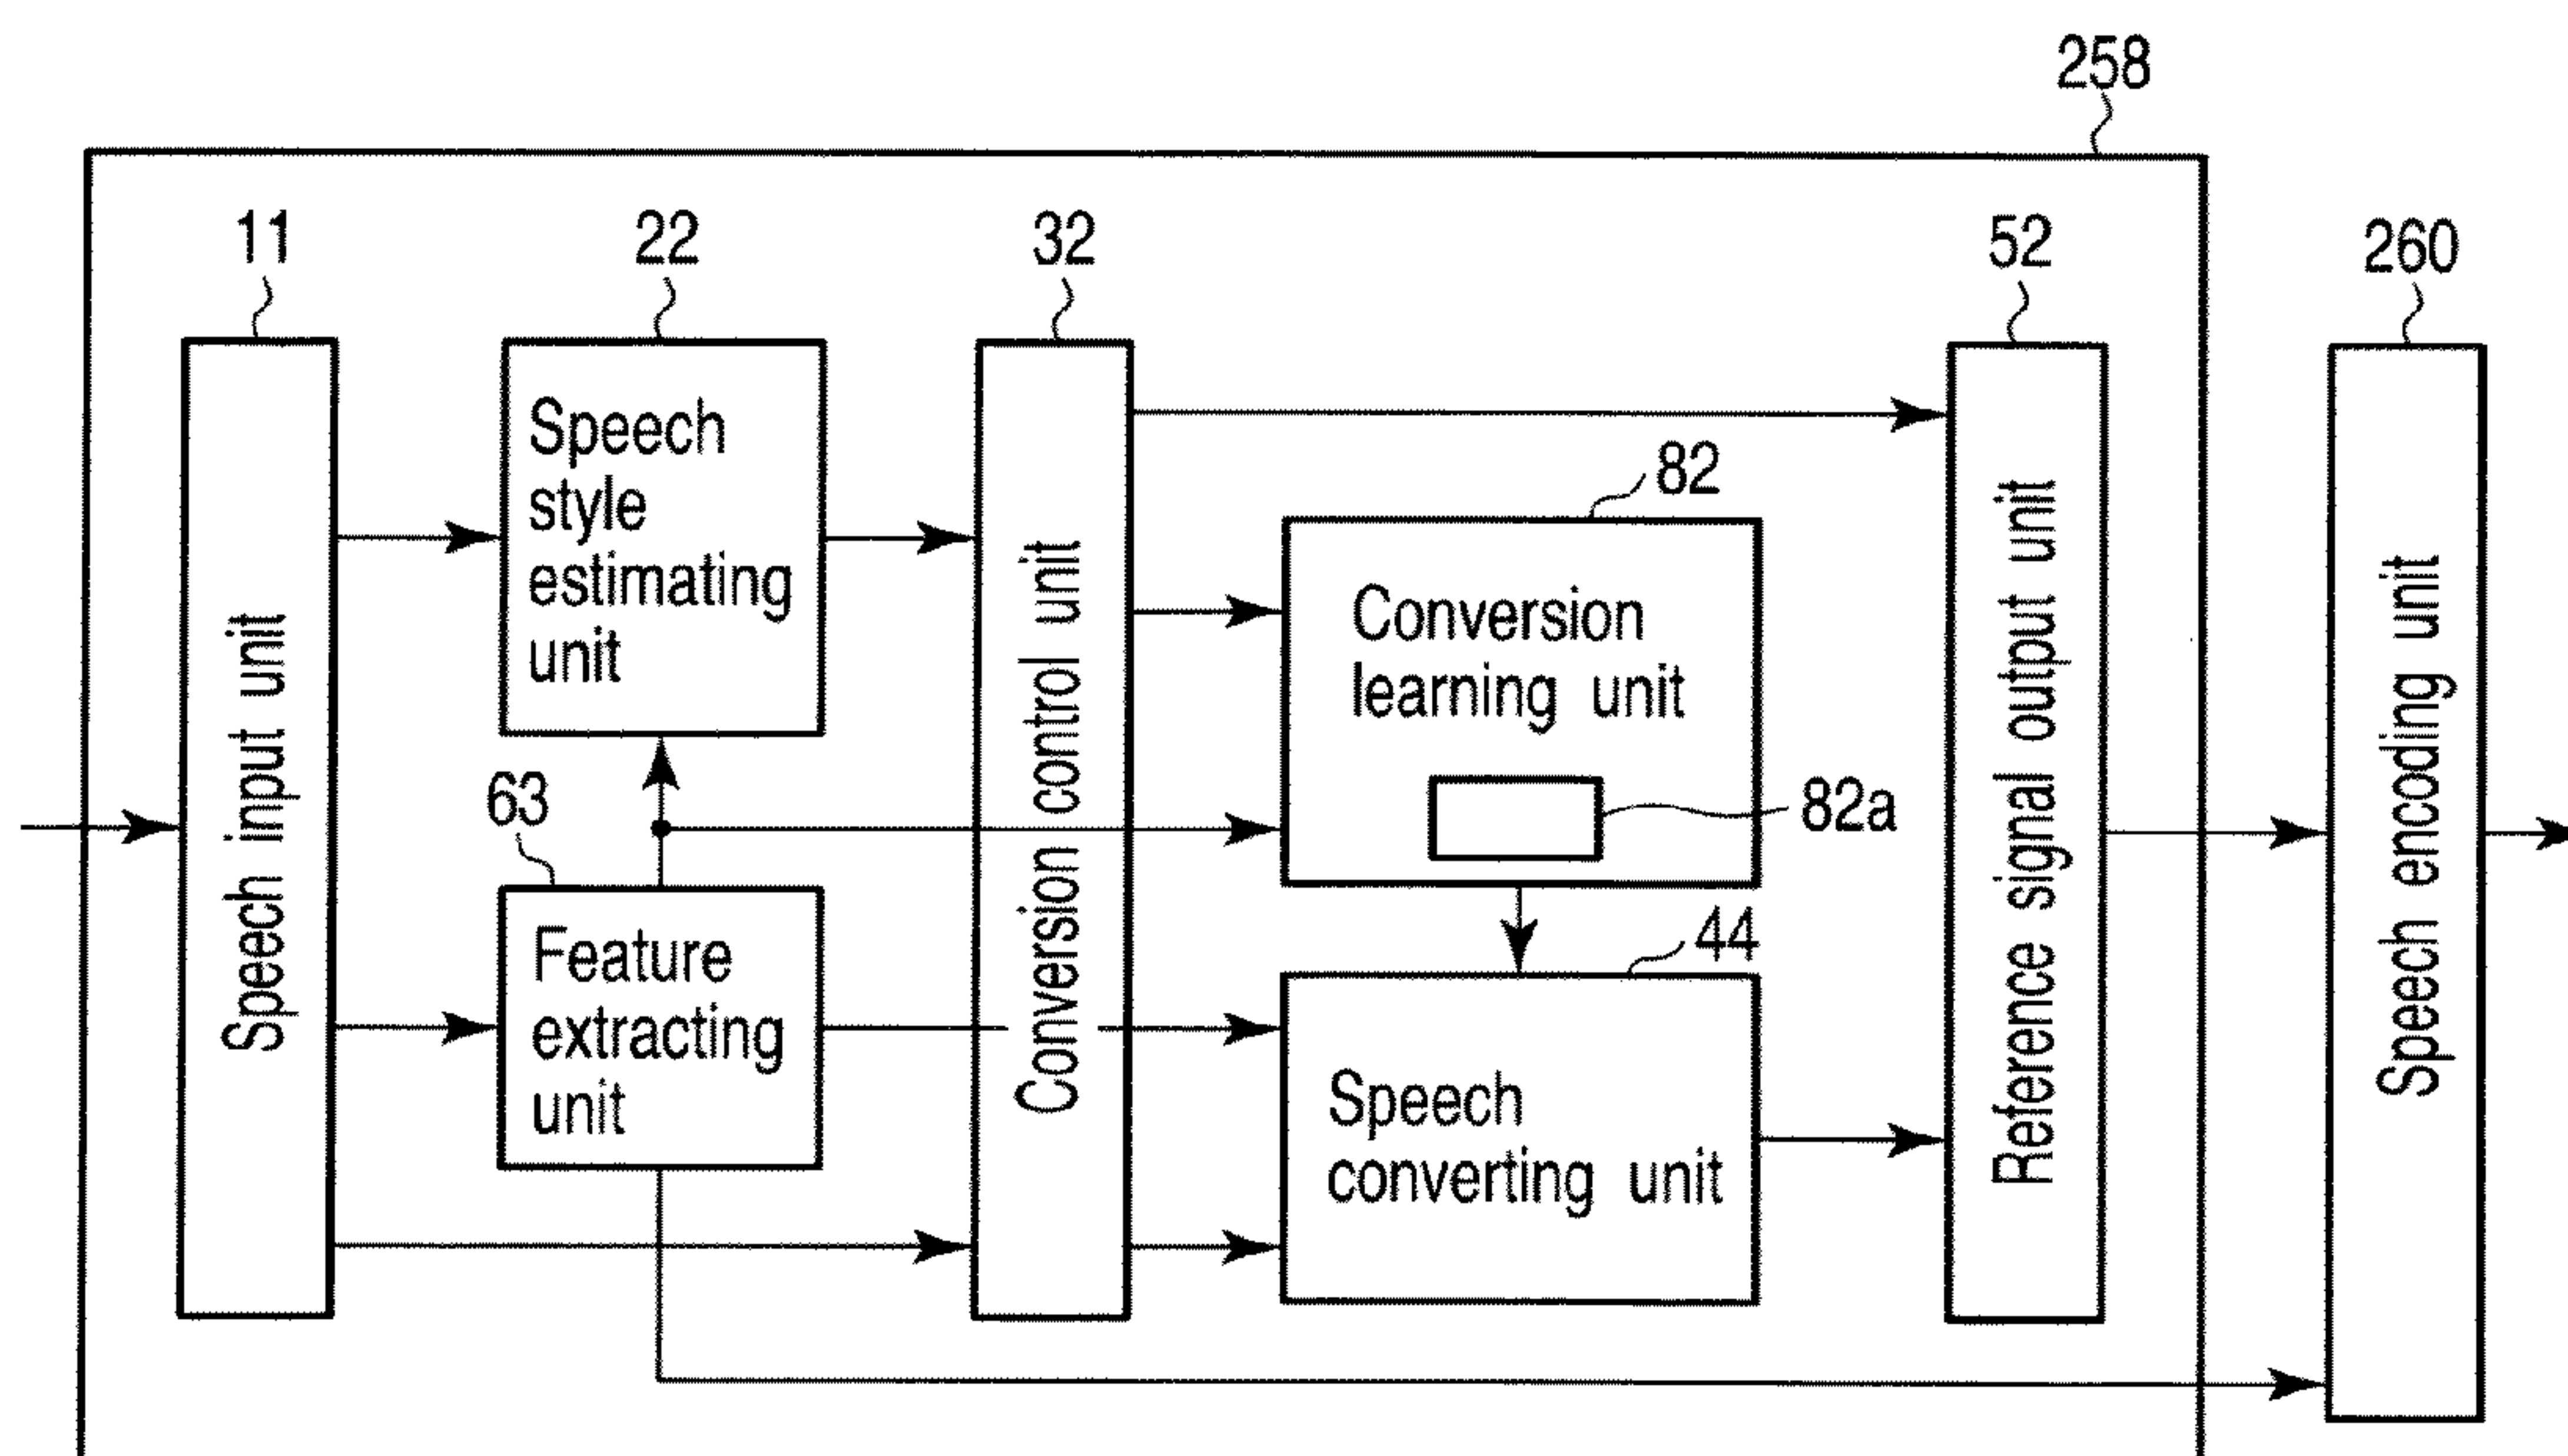 258
11
22
32
52
260
Speech input unit
Speech
style
estimating
unit
Conversion control unit
82
Conversion
learning unit
82a
63
Feature
extracting
unit
44
Speech
converting unit
Reference signal output unit
Speech encoding unit